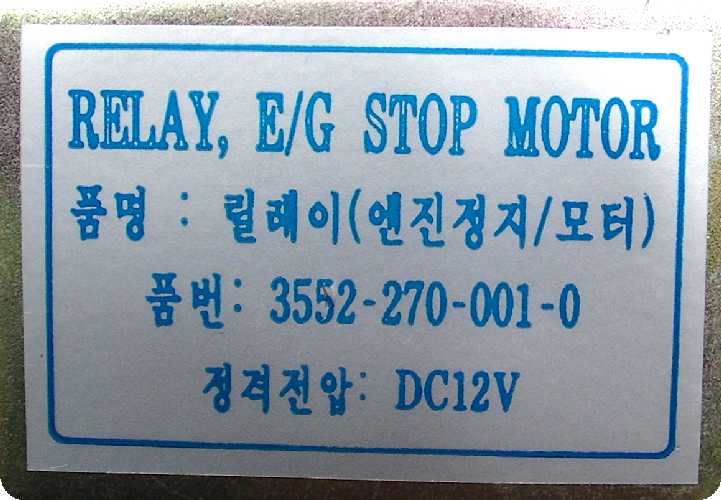 RELAY, E/G STOP MOTOR
품명 : 릴레이(엔진정지/모터)
품번: 3552-270-001-0
정격전압: DC12V